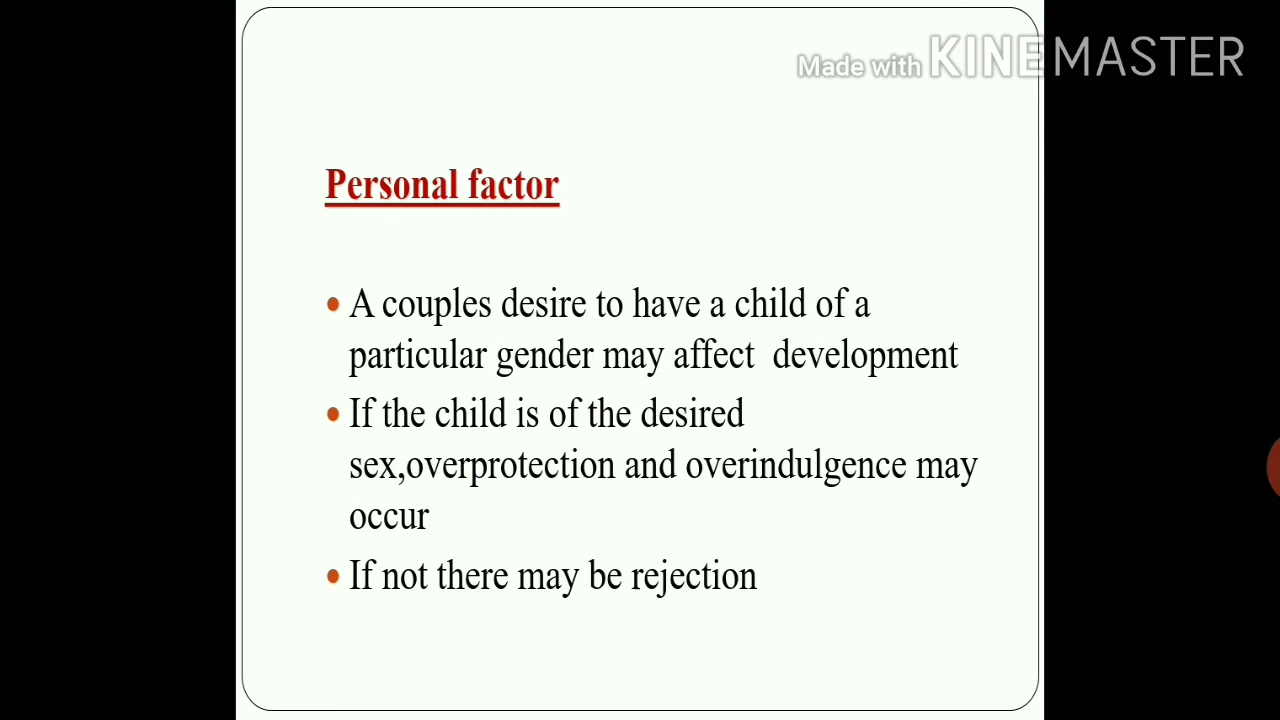 Made with KINEMASTER
Personal factor
• A couples desire to have a child of a
particular gender may affect  development
• If the child is of the desired
sex,overprotection and overindulgence may
occur
• If not there may be rejection